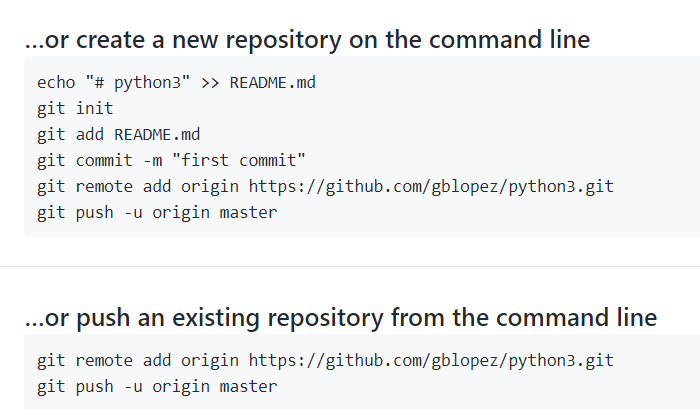 ...or create a new repository on the command line
echo "# python3" >> README.md
git init
git add README.md
git commit -m "first commit"
git remote add origin https://github.com/gblopez/python3.git
git push -u origin master
...or push an existing repository from the command line
git remote add origin https://github.com/gblopez/python3.git
git push -u origin master